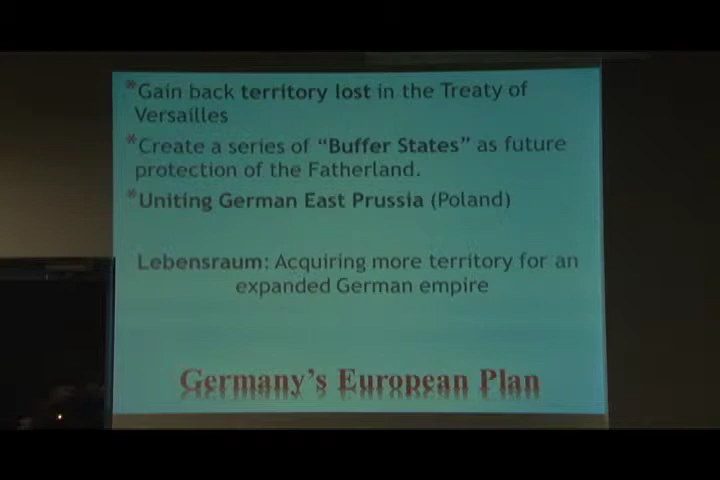 *Gain back territory lost in the Treaty of
Versailles
*Create a series of “Buffer States” as future
protection of the Fatherland.
*Uniting German East Prussia (Poland)
Lebensraum: Acquiring more territory for an
expanded German empire
Germany's European Plan